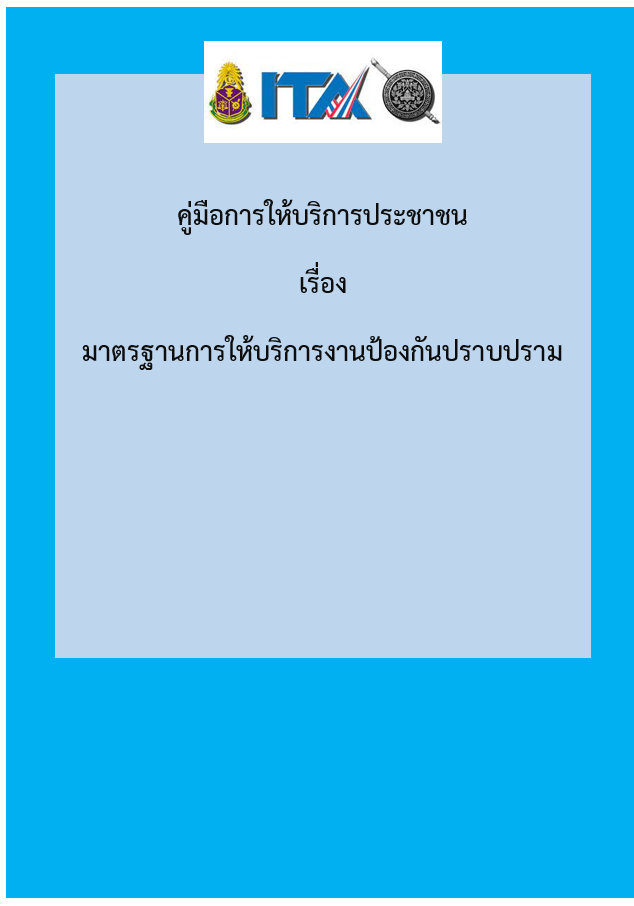 ITA
คู่มือการให้บริการประชาชน
เรื่อง
มาตรฐานการให้บริการงานป้องกันปราบปราม